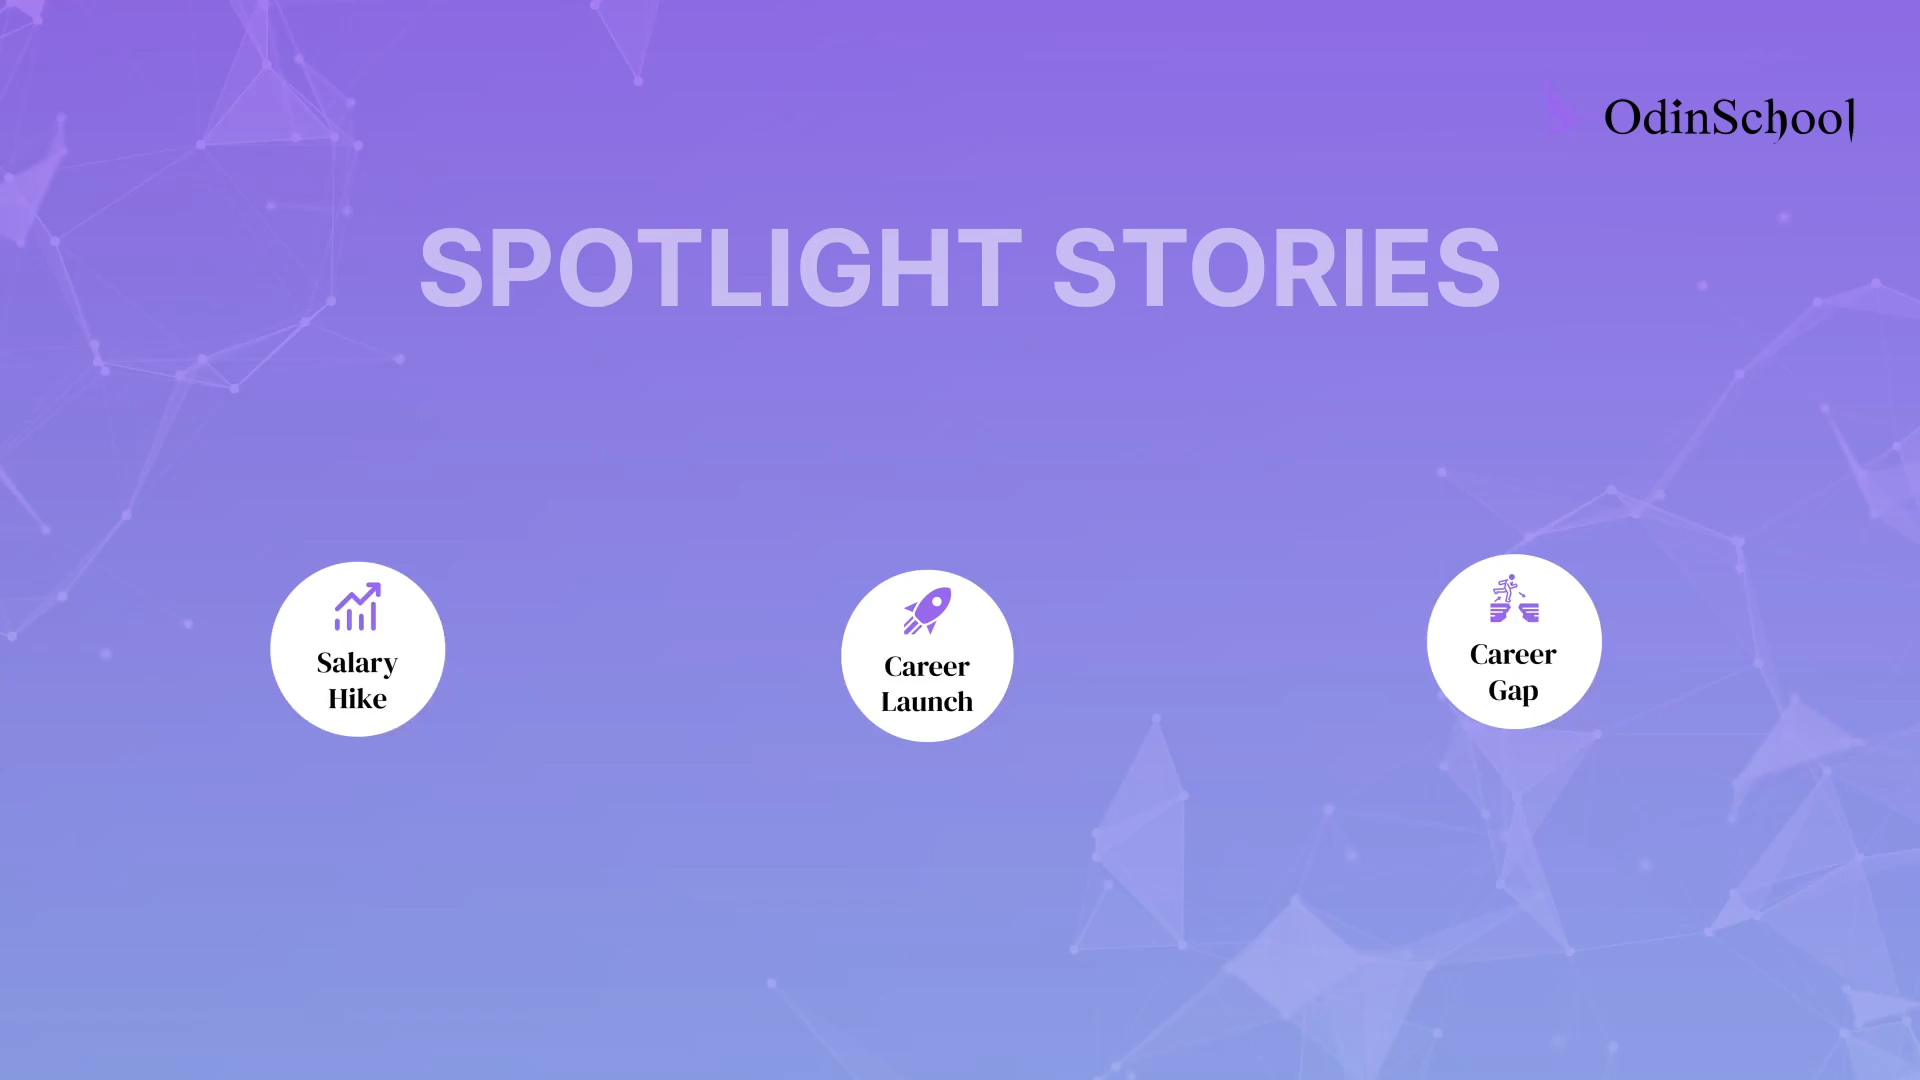 OdinSchool
SPOTLIGHT STORIES
Salary
Hike
Career
Launch
Career
Gap